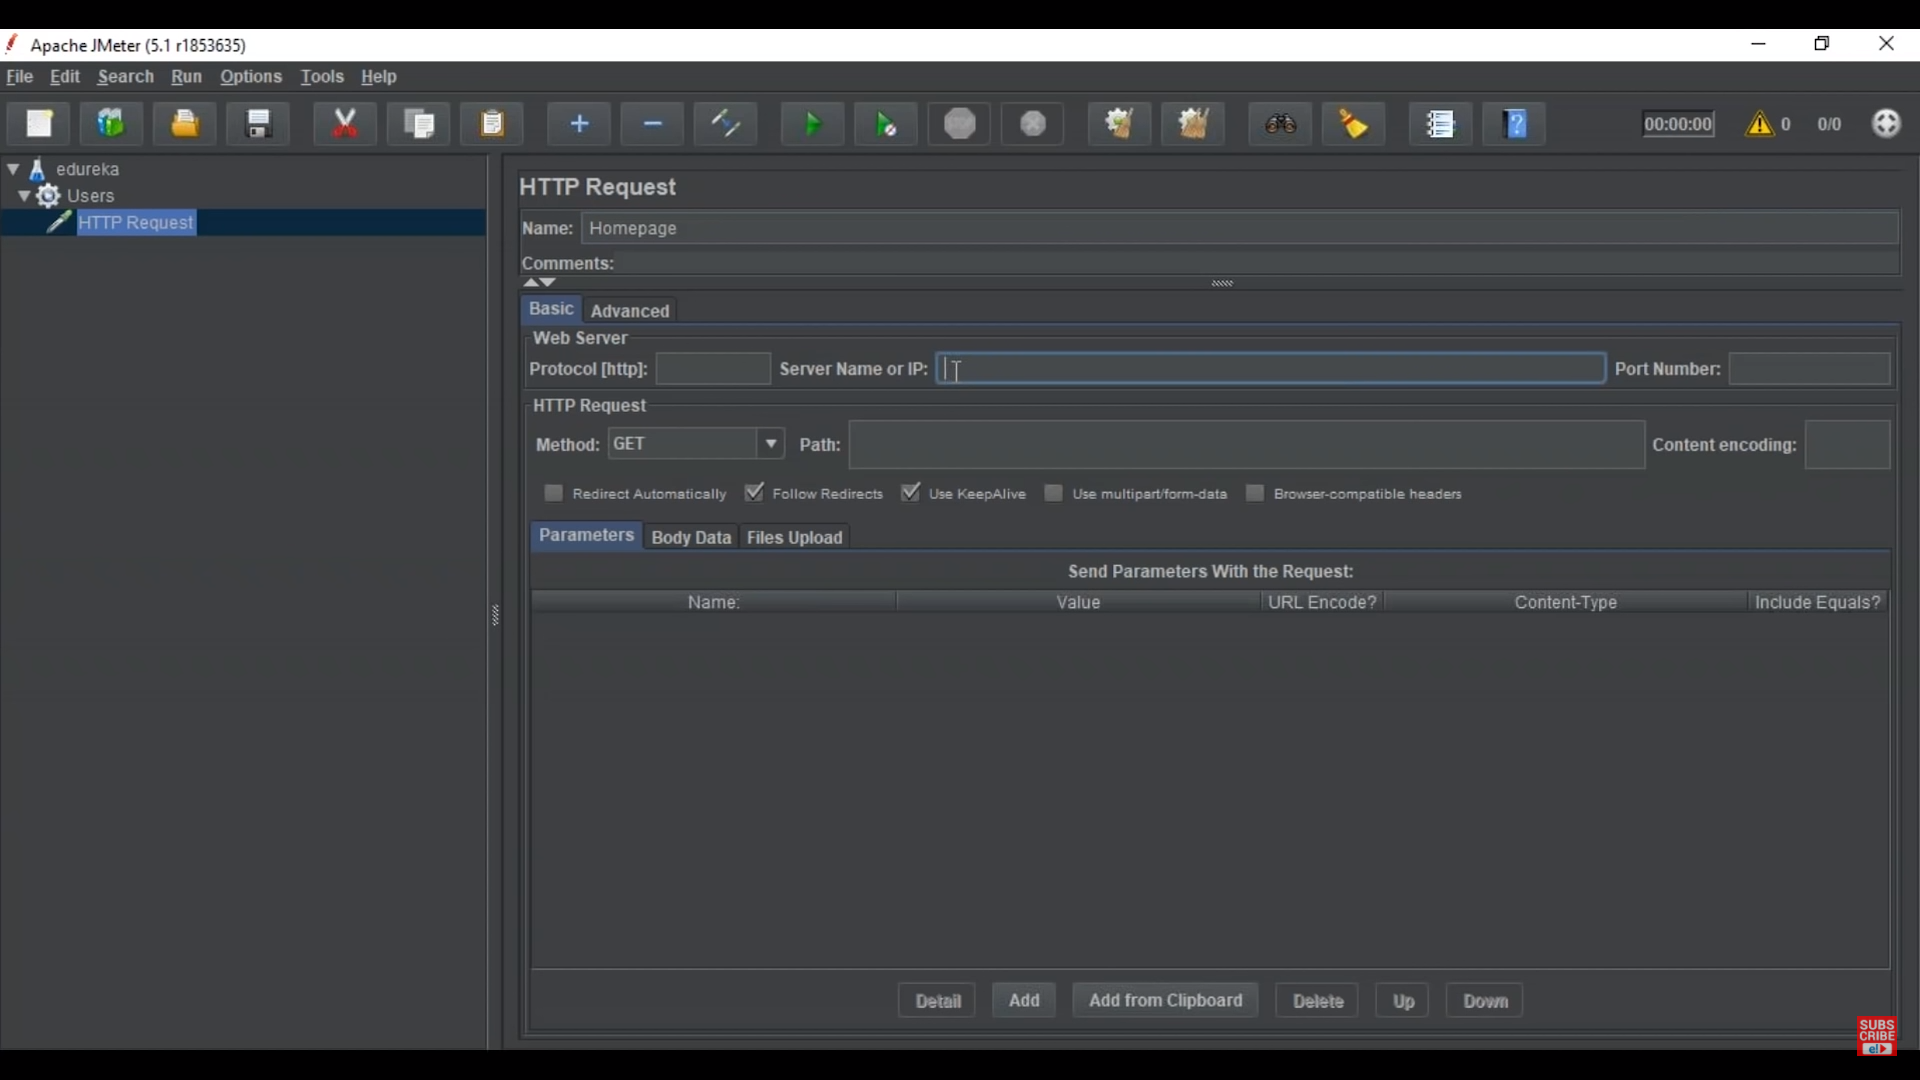 Apache JMeter (5.1 r1853635)
File Edit Search Run Options Tools Help
00:00:00 0 0/0
edureka
Users
HTTP Request
HTTP Request
Name: Homepage
Comments:
Basic Advanced
Web Server
Protocol [http]: Server Name or IP: Port Number:
HTTP Request
Method: GET Path: Content encoding:
Redirect Automatically Follow Redirects Use KeepAlive Use multipart/form-data Browser-compatible headers
Parameters Body Data Files Upload
Send Parameters With the Request:
Name: Value URL Encode? Content-Type Include Equals?
Detail Add Add from Clipboard Delete Up Down
SUBS
CRIBE
e!